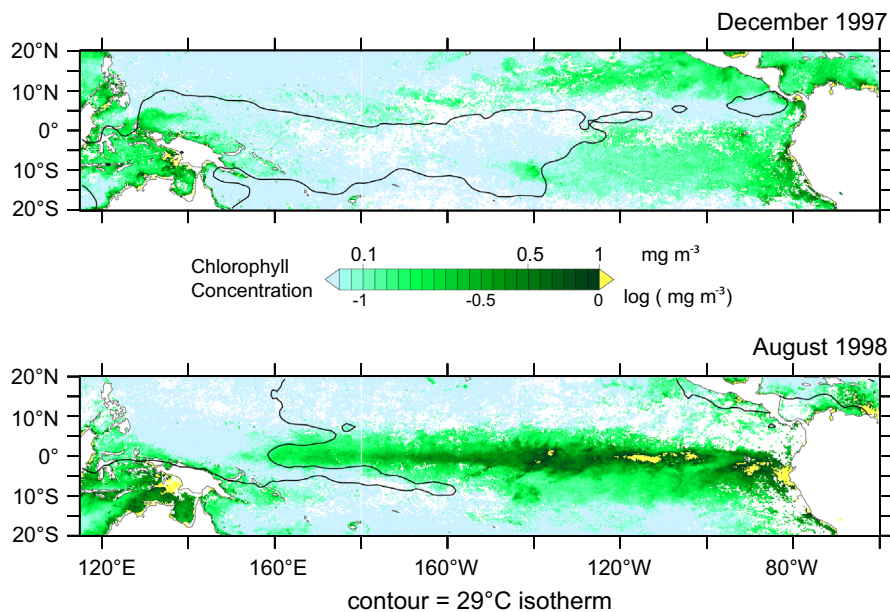 December 1997
20°N
10°N
0°
10°S
20°S
0.1 0.5 1 mg m-3
Chlorophyll
Concentration
-1 -0.5 0 log ( mg m-3)
August 1998
20°N
10°N
0°
10°S
20°S
120°E 160°E 160°W 120°W 80°W
contour = 29°C isotherm